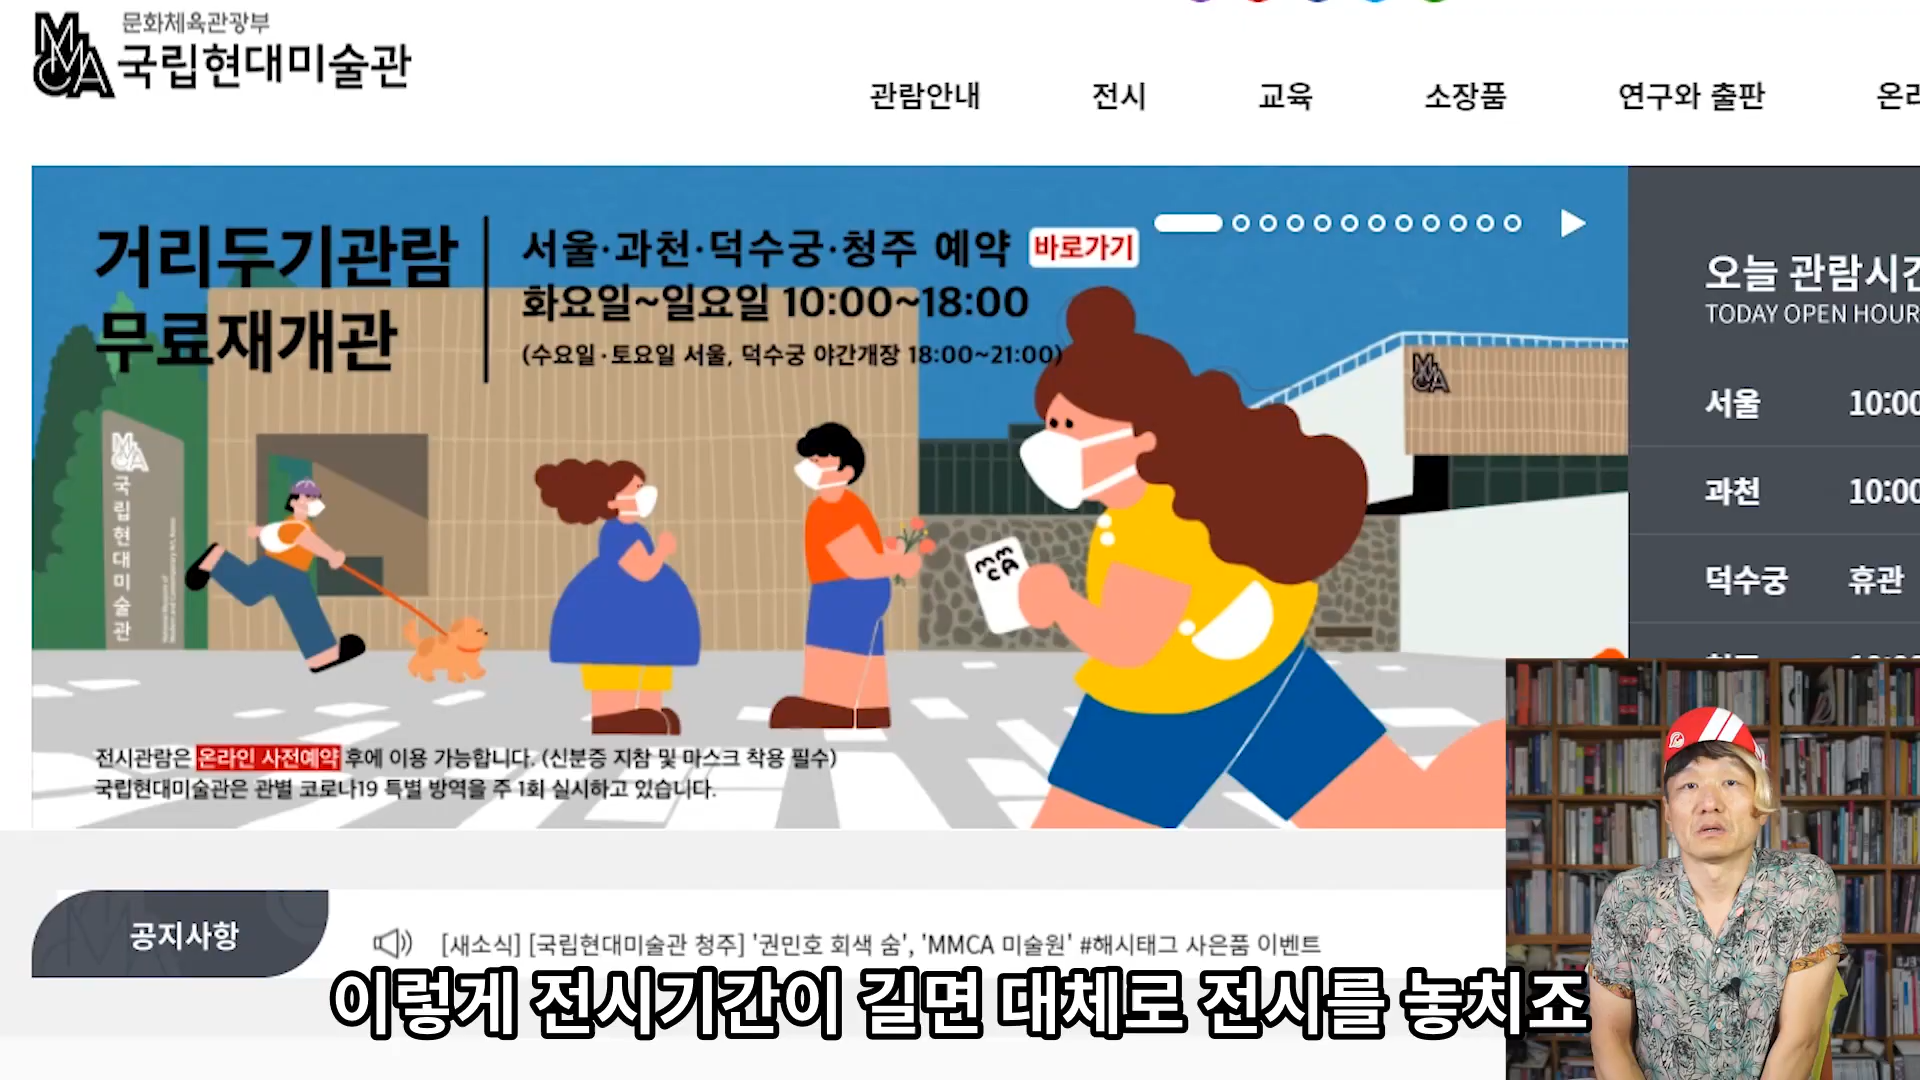 문화체육관광부
MMCA 국립현대미술관
관람안내 전시 교육 소장품 연구와 출판
거리두기관람
무료재개관
서울·과천·덕수궁·청주 예약 바로가기
화요일~일요일 10:00~18:00
(수요일·토요일 서울, 덕수궁 야간개장 18:00~21:00)
오늘 관람시간
TODAY OPEN HOUR
서울 10:00
과천 10:00
덕수궁 휴관
MMCA
MMCA
국립현대미술관
MMCA
전시관람은 온라인 사전예약 후에 이용 가능합니다. (신분증 지참 및 마스크 착용 필수)
국립현대미술관은 관별 코로나19 특별 방역을 주 1회 실시하고 있습니다.
공지사항
[새소식] [국립현대미술관 청주] '권민호 회색 숨', 'MMCA 미술원' #해시태그 사은품 이벤트
이렇게 전시기간이 길면 대체로 전시를 놓치죠